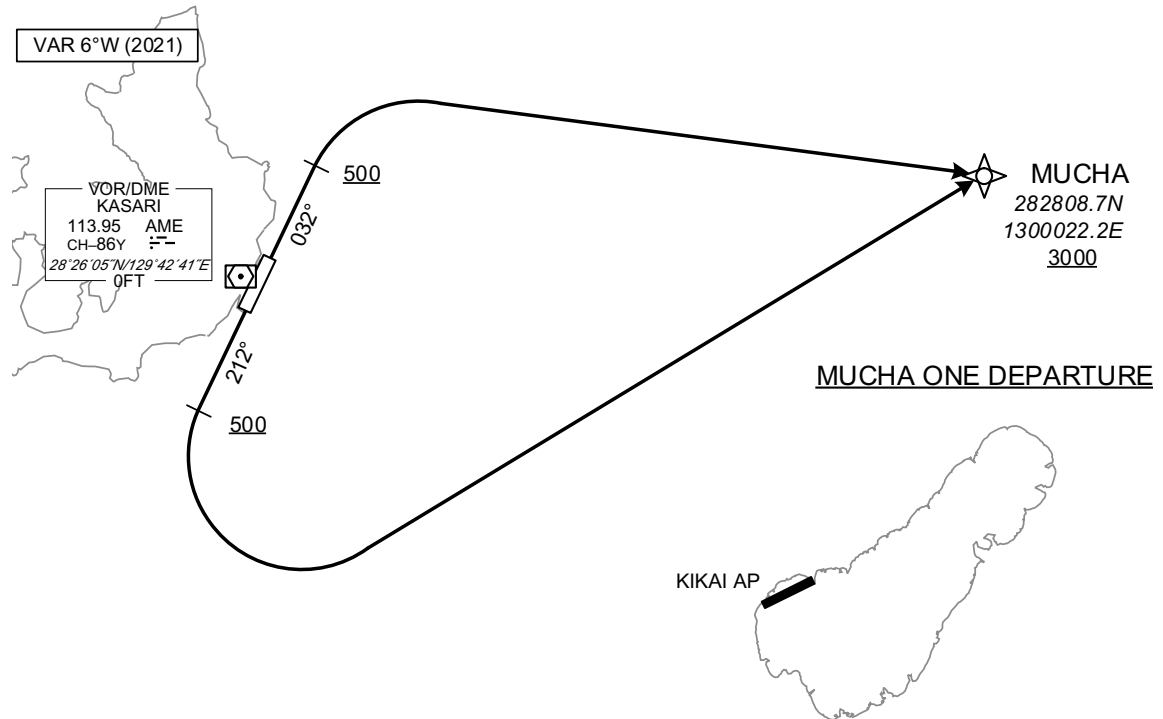 VAR 6°W (2021)
VOR/DME
KASARI
113.95 AME
CH–86Y
28°26′05″N/129°42′41″E
0FT
500
032°
212°
500
MUCHA
282808.7N
1300022.2E
3000
MUCHA ONE DEPARTURE
KIKAI AP